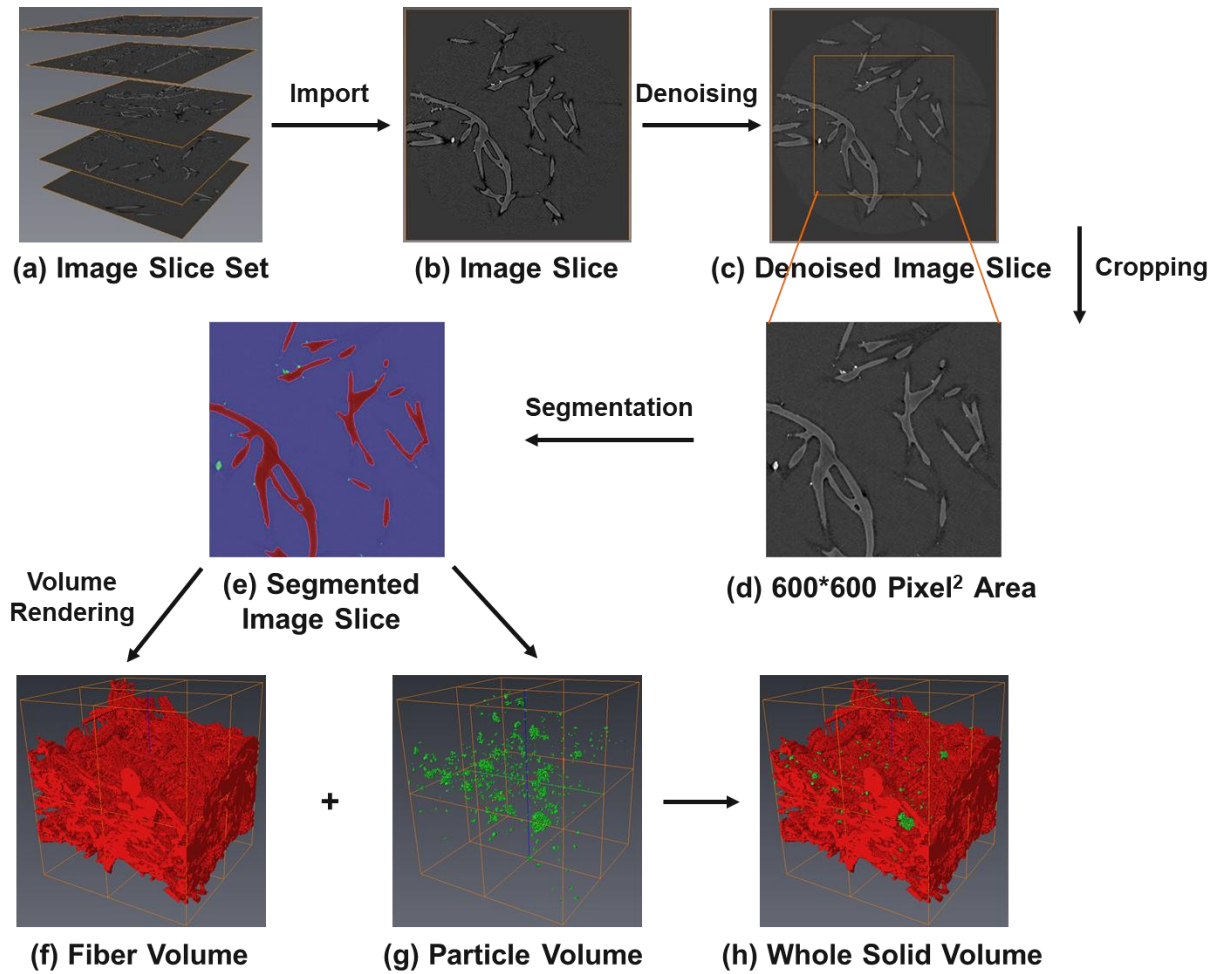 Import
Denoising
(a) Image Slice Set
(b) Image Slice
(c) Denoised Image Slice
Cropping
Segmentation
(d) 600*600 Pixel² Area
(e) Segmented
Image Slice
Volume
Rendering
+
(f) Fiber Volume
(g) Particle Volume
(h) Whole Solid Volume